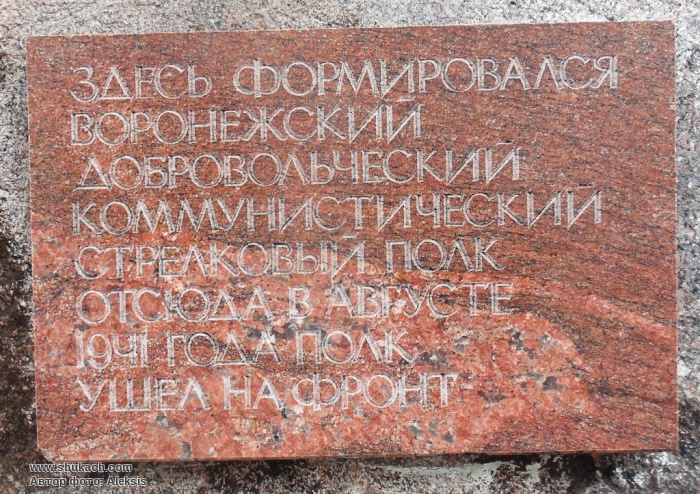 ЗДЕСЬ ФОРМИРОВАЛСЯ
ВОРОНЕЖСКИЙ
ДОБРОВОЛЬЧЕСКИЙ
КОММУНИСТИЧЕСКИЙ
СТРЕЛКОВЫЙ ПОЛК
ОТСЮДА В АВГУСТЕ
1941 ГОДА ПОЛК
УШЕЛ НА ФРОНТ
www.shukach.com
Автор фото: Aleksis